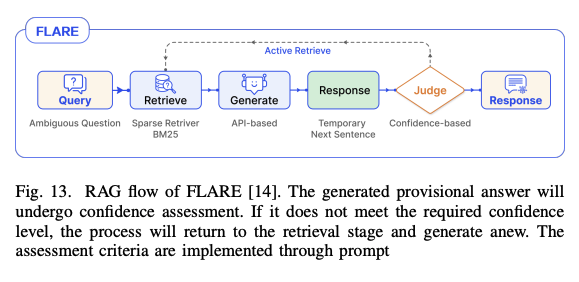 FLARE
Active Retrieve
Query
Retrieve
Generate
Response
Judge
Response
Ambiguous Question
Sparse Retriver
BM25
API-based
Temporary
Next Sentence
Confidence-based
Fig. 13. RAG flow of FLARE [14]. The generated provisional answer will
undergo confidence assessment. If it does not meet the required confidence
level, the process will return to the retrieval stage and generate anew. The
assessment criteria are implemented through prompt